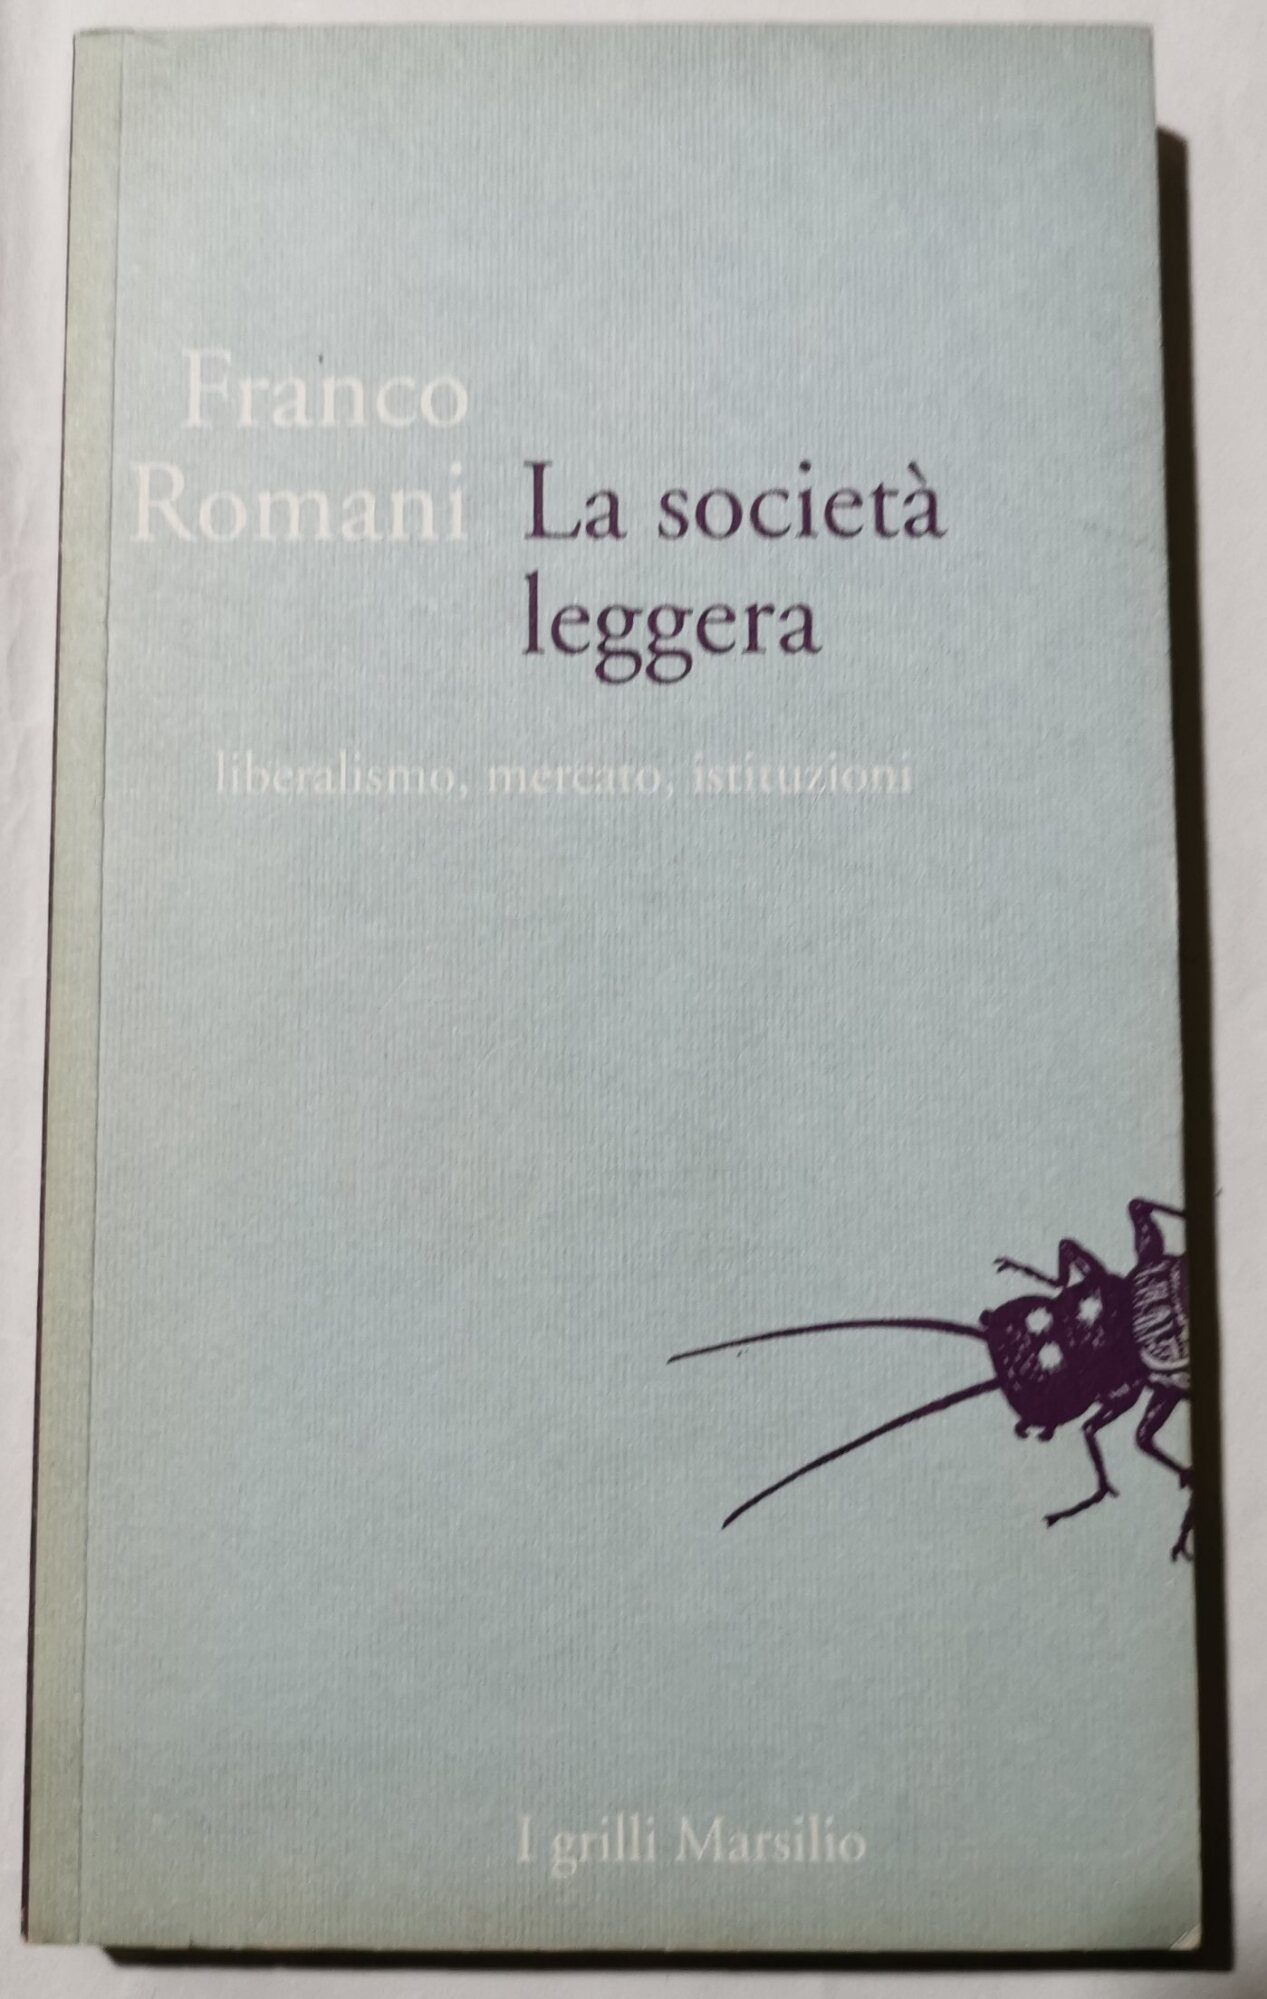 Franco
Romani
La società
leggera
liberalismo, mercato, istituzioni
I grilli Marsilio